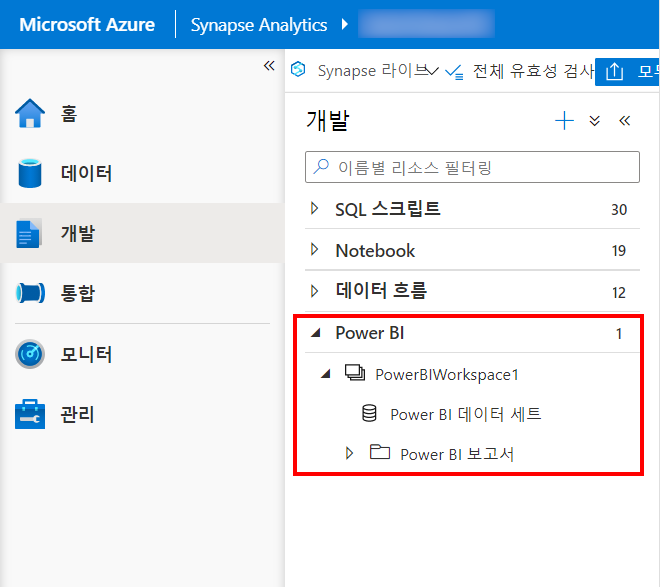 Microsoft Azure
Synapse Analytics
Synapse 라이브
전체 유효성 검사
홈
데이터
개발
통합
모니터
관리
개발
이름별 리소스 필터링
SQL 스크립트 30
Notebook 19
데이터 흐름 12
Power BI 1
PowerBIWorkspace1
Power BI 데이터 세트
Power BI 보고서